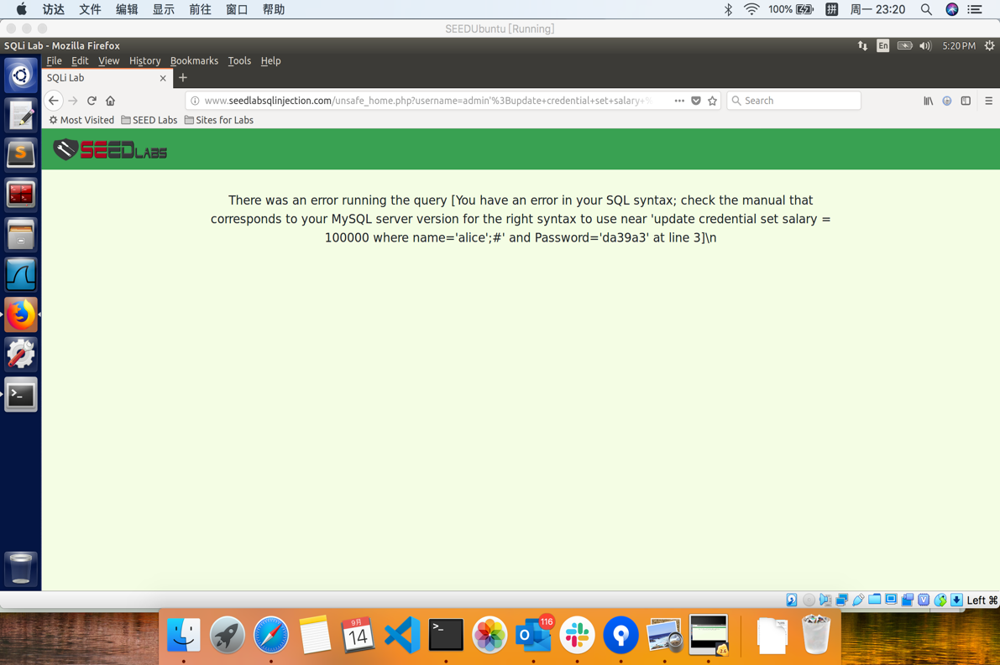 访达 文件 编辑 显示 前往 窗口 帮助 100% 拼 周一 23:20
SEEDUbuntu [Running]
SQLi Lab - Mozilla Firefox En 5:20 PM
File Edit View History Bookmarks Tools Help
SQLi Lab
www.seedlabsqlinjection.com/unsafe_home.php?username=admin'%3Bupdate+credential+set+salary+% Search
Most Visited SEED Labs Sites for Labs
SEEDLABS
There was an error running the query [You have an error in your SQL syntax; check the manual that
corresponds to your MySQL server version for the right syntax to use near 'update credential set salary =
100000 where name='alice';#' and Password='da39a3' at line 3]\n
Left ⌘
9月
14
116